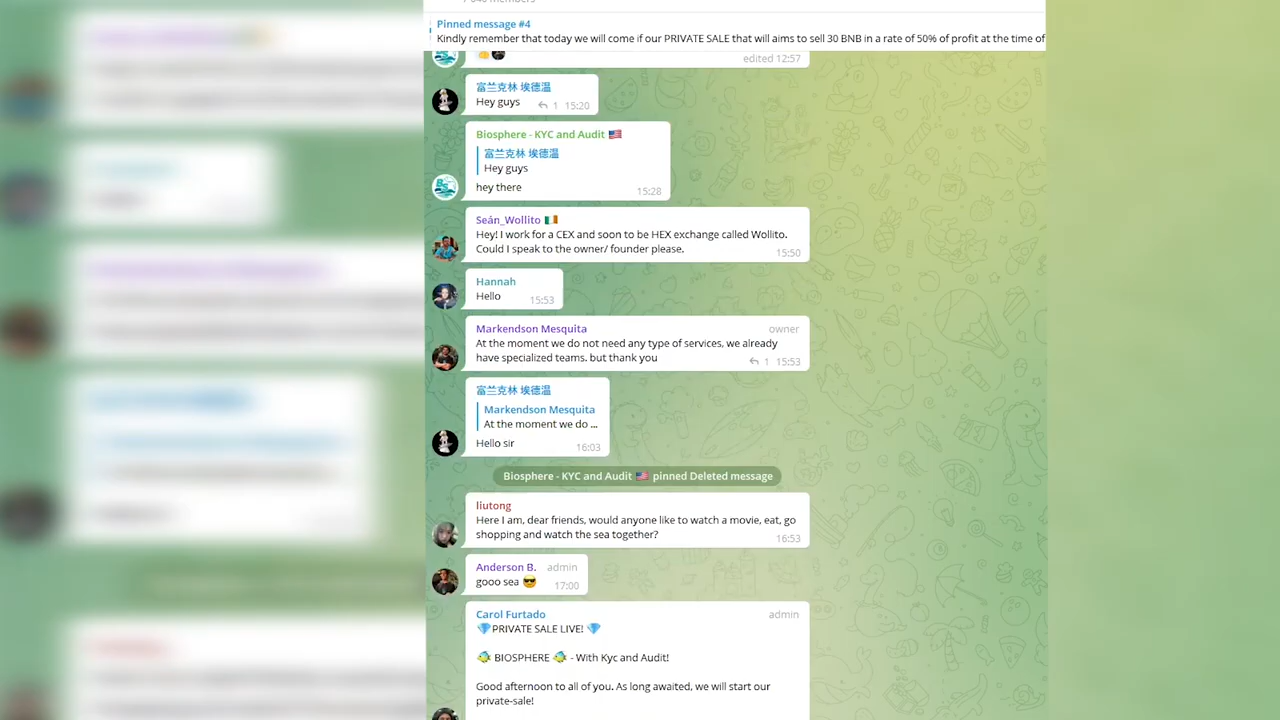 Pinned message #4
Kindly remember that today we will come if our PRIVATE SALE that will aims to sell 30 BNB in a rate of 50% of profit at the time of
edited 12:57
富兰克林 埃德温
Hey guys
1 15:20
Biosphere - KYC and Audit 🇺🇸
富兰克林 埃德温
Hey guys
hey there
15:28
Seán_Wollito 🇮🇪
Hey! I work for a CEX and soon to be HEX exchange called Wollito.
Could I speak to the owner/ founder please.
15:50
Hannah
Hello
15:53
Markendson Mesquita owner
At the moment we do not need any type of services, we already
have specialized teams. but thank you
1 15:53
富兰克林 埃德温
Markendson Mesquita
At the moment we do ...
Hello sir
16:03
Biosphere - KYC and Audit 🇺🇸 pinned Deleted message
liutong
Here I am, dear friends, would anyone like to watch a movie, eat, go
shopping and watch the sea together?
16:53
Anderson B. admin
gooo sea 😎
17:00
Carol Furtado admin
💎PRIVATE SALE LIVE! 💎
🐠 BIOSPHERE 🐠 - With Kyc and Audit!
Good afternoon to all of you. As long awaited, we will start our
private-sale!